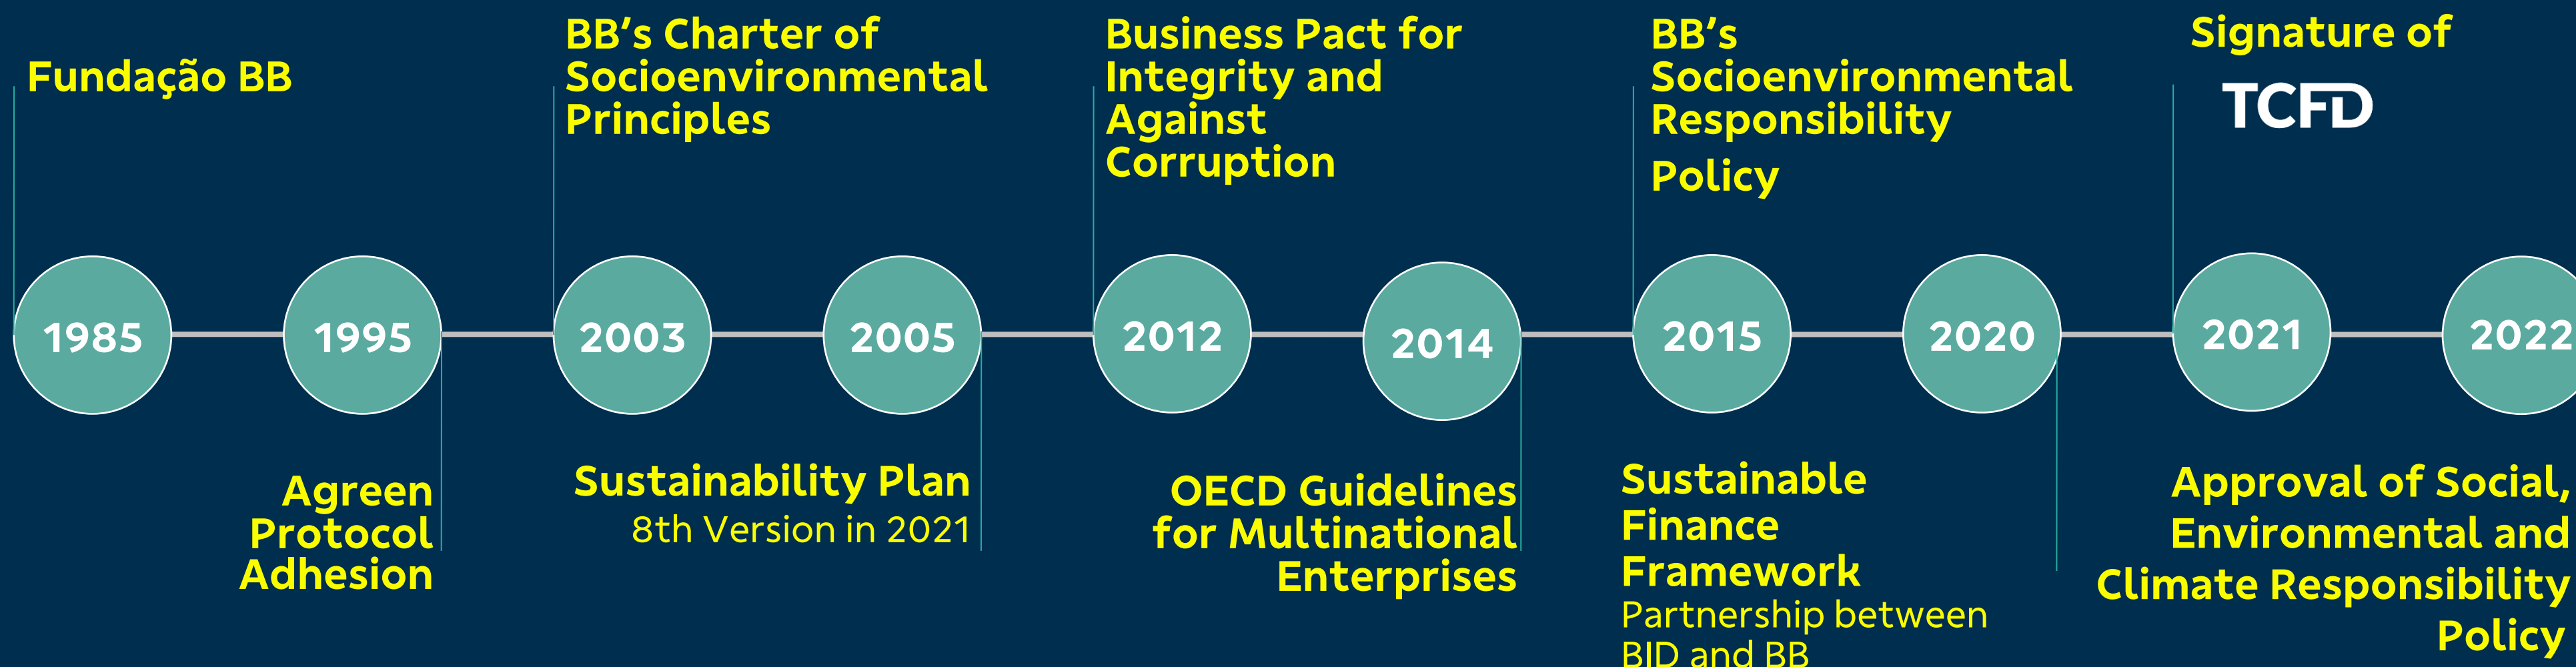 Fundação BB
BB's Charter of
Socioenvironmental
Principles
Business Pact for
Integrity and
Against
Corruption
BB's
Socioenvironmental
Responsibility
Policy
Signature of
TCFD
1985
1995
2003
2005
2012
2014
2015
2020
2021
2022
Agreen
Protocol
Adhesion
Sustainability Plan
8th Version in 2021
OECD Guidelines
for Multinational
Enterprises
Sustainable
Finance
Framework
Partnership between
BID and BB
Approval of Social,
Environmental and
Climate Responsibility
Policy